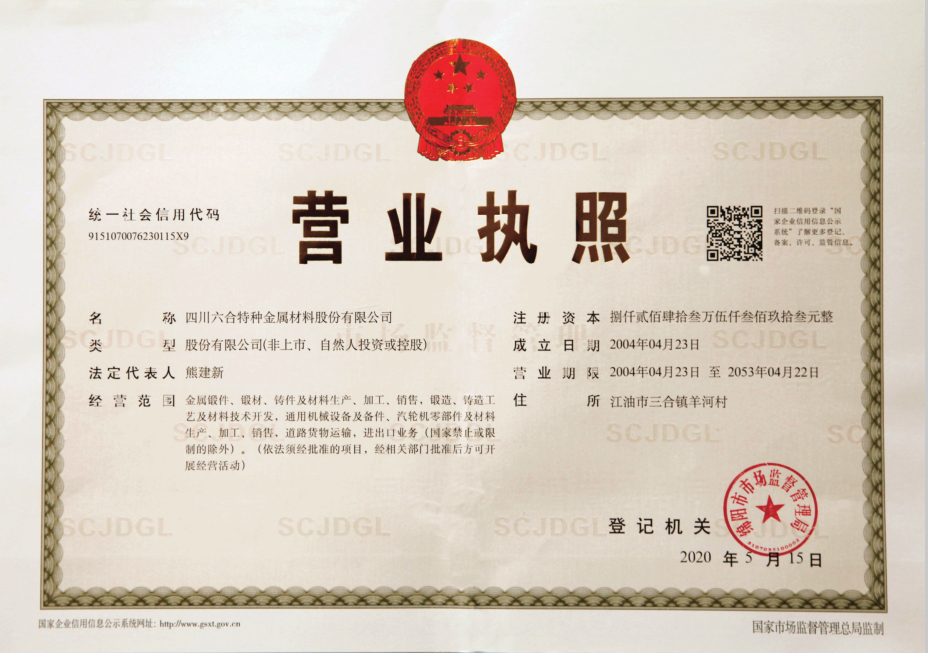 营业执照
统一社会信用代码
9151070076230115X9
扫描二维码登录“国
家企业信用信息公示
系统”了解更多登记、
备案、许可、监管信息。
名称 四川六合特种金属材料股份有限公司
类型 股份有限公司(非上市、自然人投资或控股)
法定代表人 熊建新
经营范围 金属锻件、锻材、铸件及材料生产、加工、销售，锻造、铸造工
艺及材料技术开发，通用机械设备及备件、汽轮机零部件及材料
生产、加工、销售，道路货物运输，进出口业务（国家禁止或限
制的除外）。（依法须经批准的项目，经相关部门批准后方可开
展经营活动）
注册资本 捌仟贰佰肆拾叁万伍仟叁佰玖拾叁元整
成立日期 2004年04月23日
营业期限 2004年04月23日 至 2053年04月22日
住所 江油市三合镇羊河村
登记机关
绵阳市市场监督管理局
2020 年 5 月 15 日
国家企业信用信息公示系统网址: http://www.gsxt.gov.cn
国家市场监督管理总局监制
SCJDGL
市场监督管理